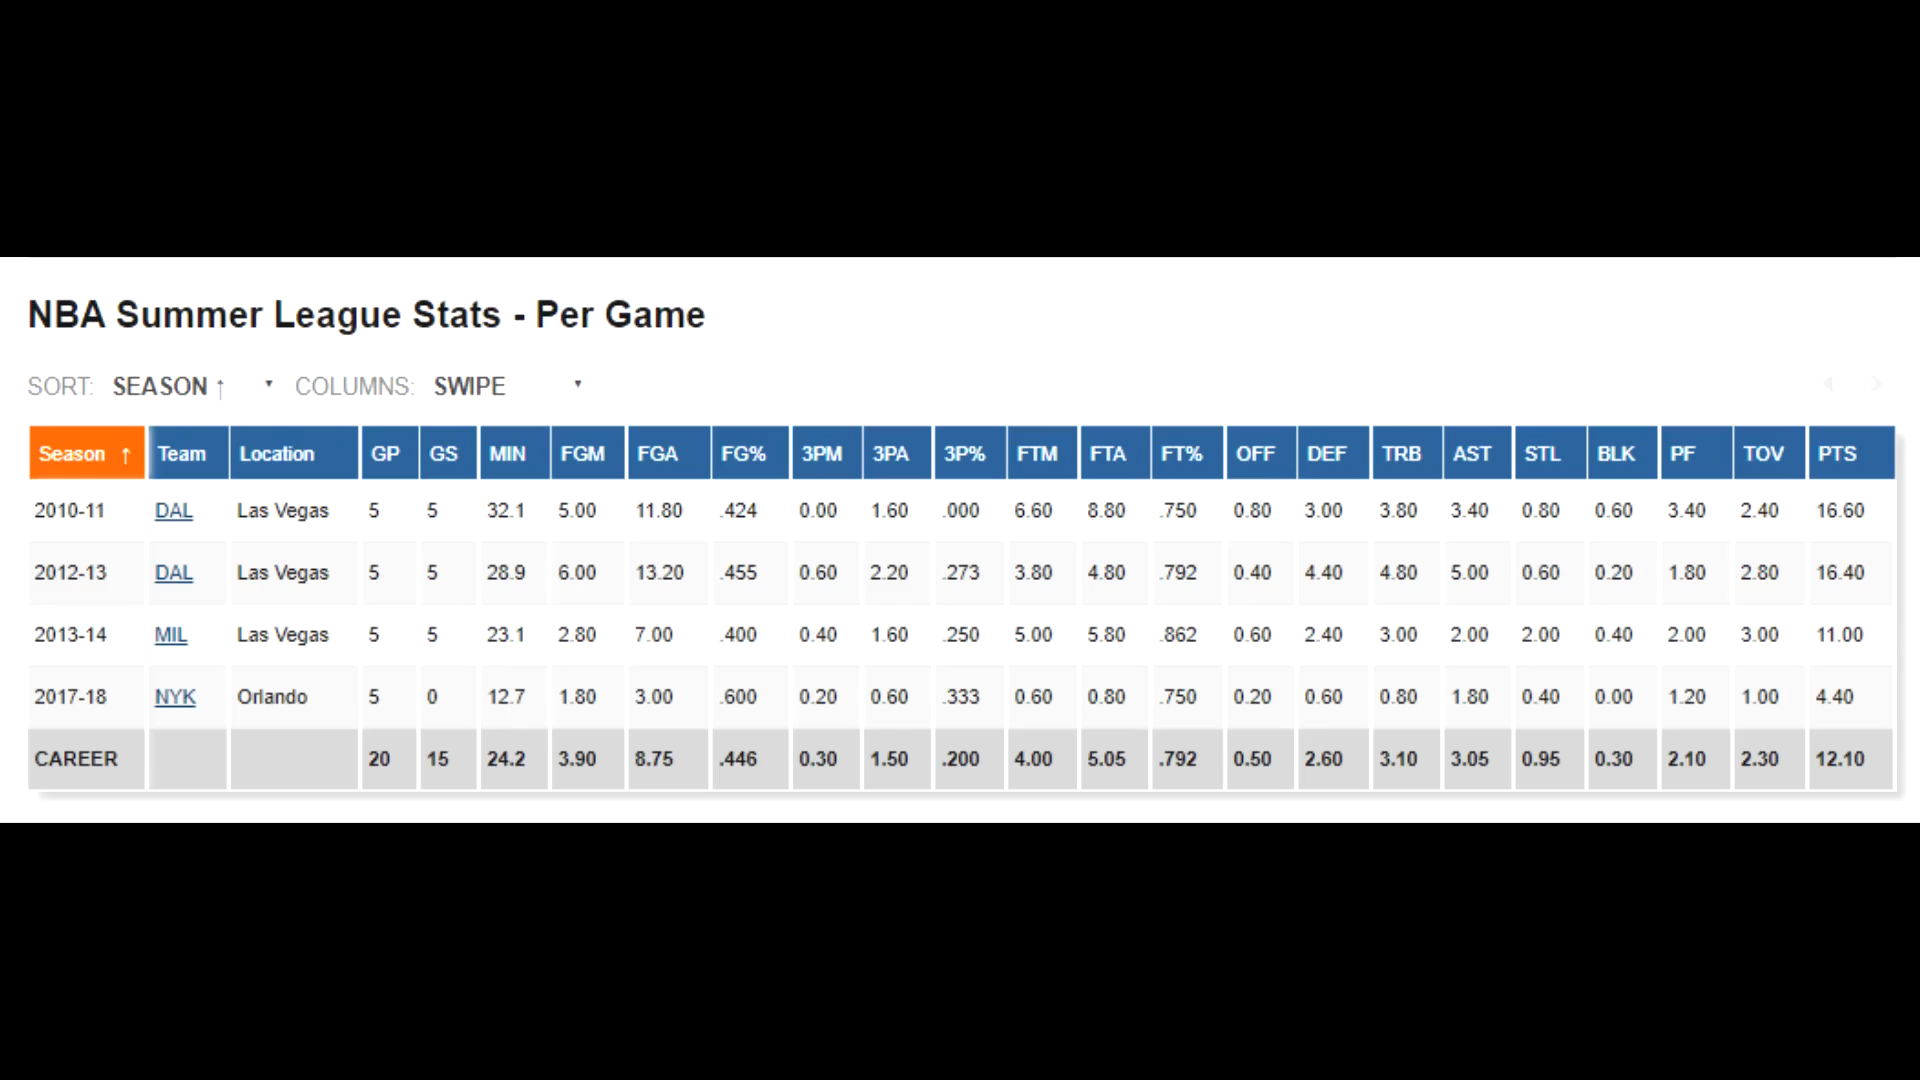 NBA Summer League Stats - Per Game
SORT: SEASON ↑ ▾ COLUMNS: SWIPE ▾
Season ↑ Team Location GP GS MIN FGM FGA FG% 3PM 3PA 3P% FTM FTA FT% OFF DEF TRB AST STL BLK PF TOV PTS
2010-11 DAL Las Vegas 5 5 32.1 5.00 11.80 .424 0.00 1.60 .000 6.60 8.80 .750 0.80 3.00 3.80 3.40 0.80 0.60 3.40 2.40 16.60
2012-13 DAL Las Vegas 5 5 28.9 6.00 13.20 .455 0.60 2.20 .273 3.80 4.80 .792 0.40 4.40 4.80 5.00 0.60 0.20 1.80 2.80 16.40
2013-14 MIL Las Vegas 5 5 23.1 2.80 7.00 .400 0.40 1.60 .250 5.00 5.80 .862 0.60 2.40 3.00 2.00 2.00 0.40 2.00 3.00 11.00
2017-18 NYK Orlando 5 0 12.7 1.80 3.00 .600 0.20 0.60 .333 0.60 0.80 .750 0.20 0.60 0.80 1.80 0.40 0.00 1.20 1.00 4.40
CAREER 20 15 24.2 3.90 8.75 .446 0.30 1.50 .200 4.00 5.05 .792 0.50 2.60 3.10 3.05 0.95 0.30 2.10 2.30 12.10